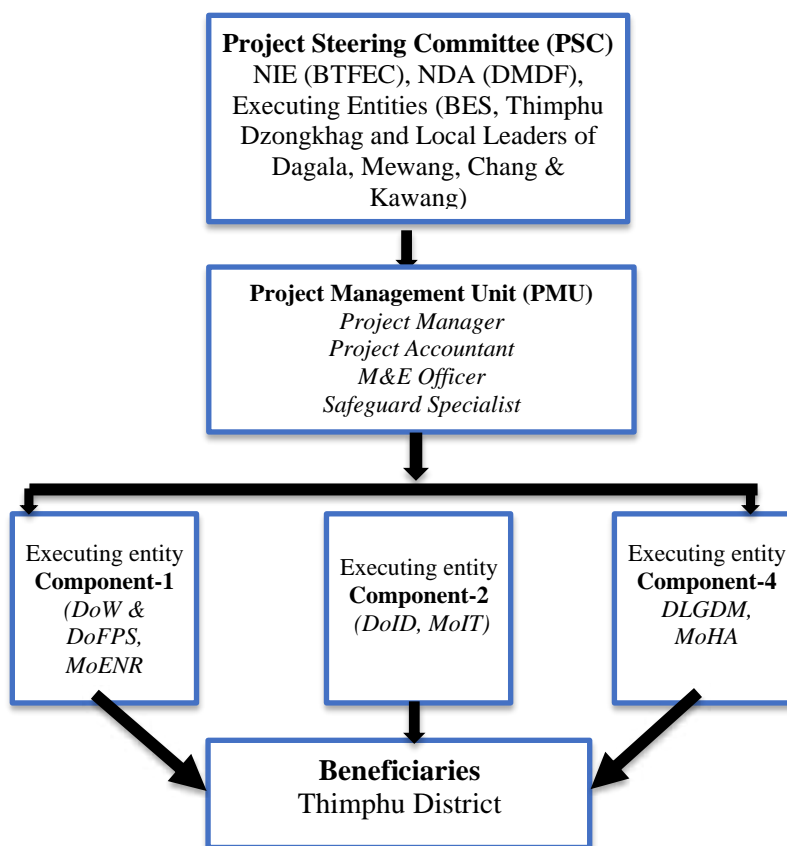 Project Steering Committee (PSC)
NIE (BTFEC), NDA (DMDF),
Executing Entities (BES, Thimphu
Dzongkhag and Local Leaders of
Dagala, Mewang, Chang &
Kawang)
Project Management Unit (PMU)
Project Manager
Project Accountant
M&E Officer
Safeguard Specialist
Executing entity
Component-1
(DoW &
DoFPS,
MoENR
Executing entity
Component-2
(DoID, MoIT)
Executing entity
Component-4
DLGDM,
MoHA
Beneficiaries
Thimphu District